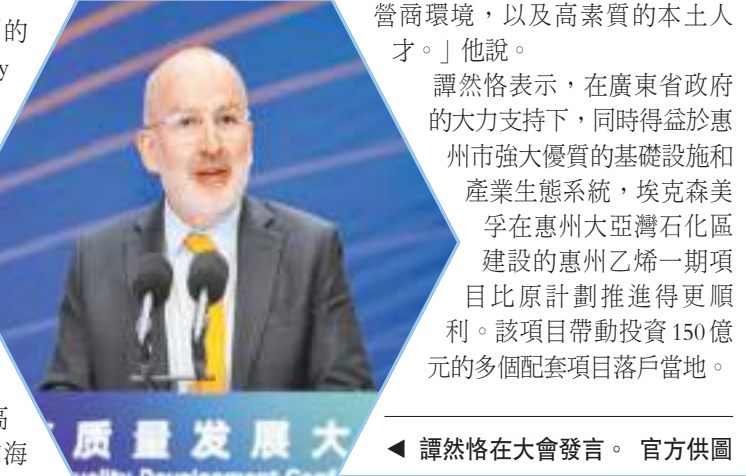 的
y
高
海
營商環境，以及高素質的本土人
才。」他說。
譚然恪表示，在廣東省政府
的大力支持下，同時得益於惠
州市強大優質的基礎設施和
產業生態系統，埃克森美
孚在惠州大亞灣石化區
建設的惠州乙烯一期項
目比原計劃推進得更順
利。該項目帶動投資150億
元的多個配套項目落戶當地。
质量发展大
◀ 譚然恪在大會發言。 官方供圖